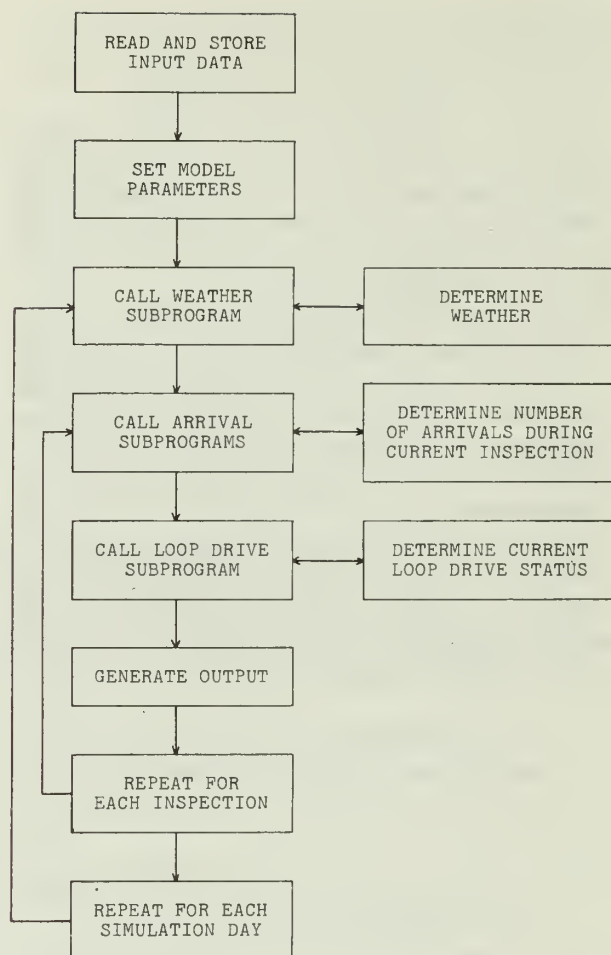 READ AND STORE
INPUT DATA
SET MODEL
PARAMETERS
CALL WEATHER
SUBPROGRAM
DETERMINE
WEATHER
CALL ARRIVAL
SUBPROGRAMS
DETERMINE NUMBER
OF ARRIVALS DURING
CURRENT INSPECTION
CALL LOOP DRIVE
SUBPROGRAM
DETERMINE CURRENT
LOOP DRIVE STATUS
GENERATE OUTPUT
REPEAT FOR
EACH INSPECTION
REPEAT FOR EACH
SIMULATION DAY